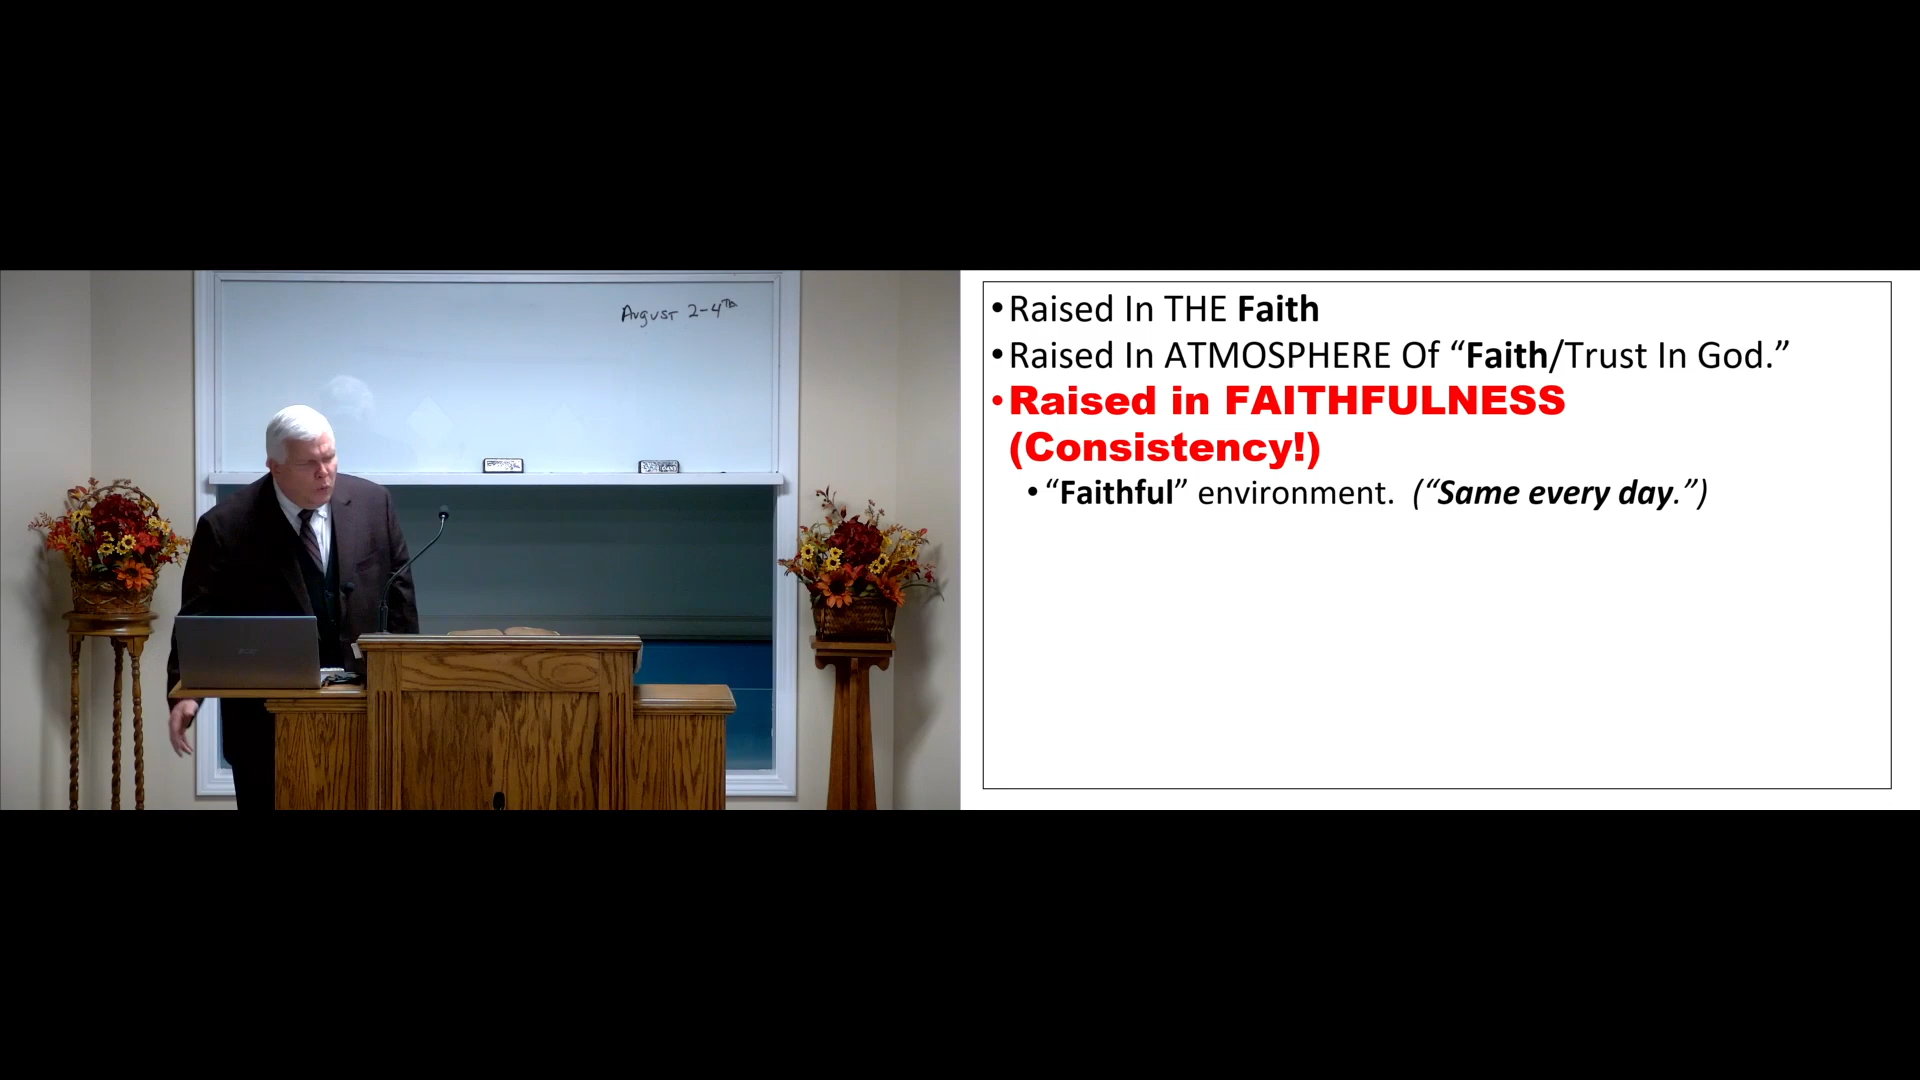 August 2-4th
•Raised In THE Faith
•Raised In ATMOSPHERE Of “Faith/Trust In God.”
•Raised in FAITHFULNESS
(Consistency!)
•“Faithful” environment. (“Same every day.”)